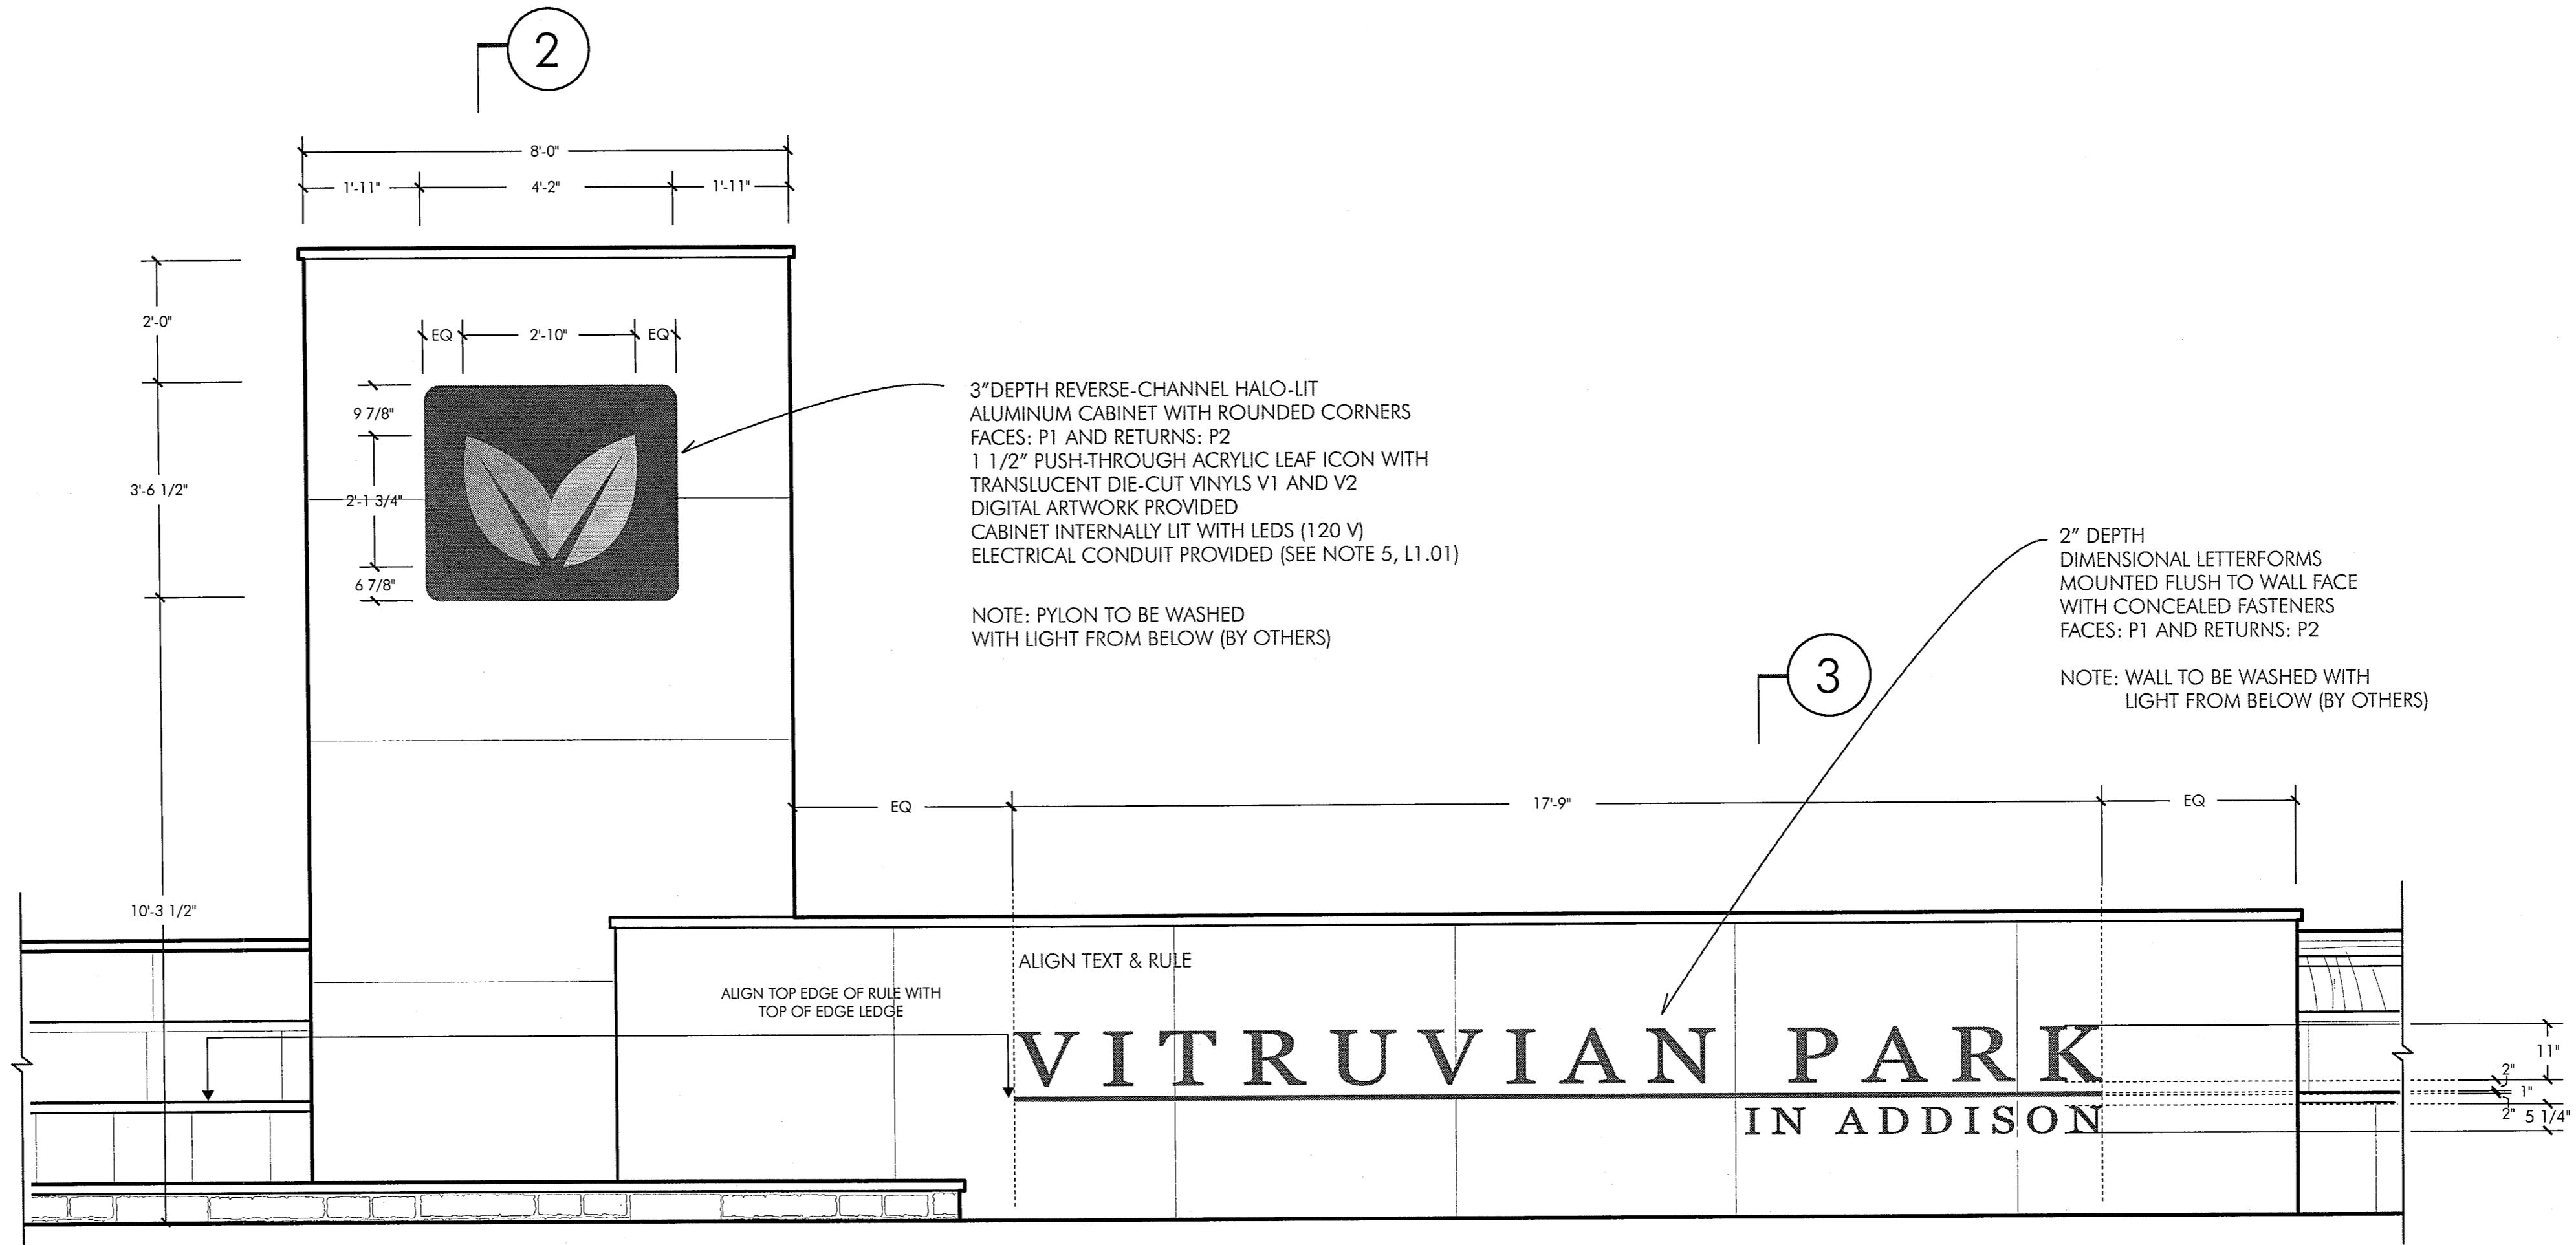 2
8'-0"
1'-11"
4'-2"
1'-11"
2'-0"
EQ
2'-10"
EQ
9 7/8"
3'-6 1/2"
2'-1 3/4"
6 7/8"
3"DEPTH REVERSE-CHANNEL HALO-LIT
ALUMINUM CABINET WITH ROUNDED CORNERS
FACES: P1 AND RETURNS: P2
1 1/2" PUSH-THROUGH ACRYLIC LEAF ICON WITH
TRANSLUCENT DIE-CUT VINYLS V1 AND V2
DIGITAL ARTWORK PROVIDED
CABINET INTERNALLY LIT WITH LEDS (120 V)
ELECTRICAL CONDUIT PROVIDED (SEE NOTE 5, L1.01)
NOTE: PYLON TO BE WASHED
WITH LIGHT FROM BELOW (BY OTHERS)
2" DEPTH
DIMENSIONAL LETTERFORMS
MOUNTED FLUSH TO WALL FACE
WITH CONCEALED FASTENERS
FACES: P1 AND RETURNS: P2
NOTE: WALL TO BE WASHED WITH
LIGHT FROM BELOW (BY OTHERS)
3
EQ
17'-9"
EQ
10'-3 1/2"
ALIGN TEXT & RULE
ALIGN TOP EDGE OF RULE WITH
TOP OF EDGE LEDGE
VITRUVIAN PARK
IN ADDISON
11"
2"
1"
2"
5 1/4"